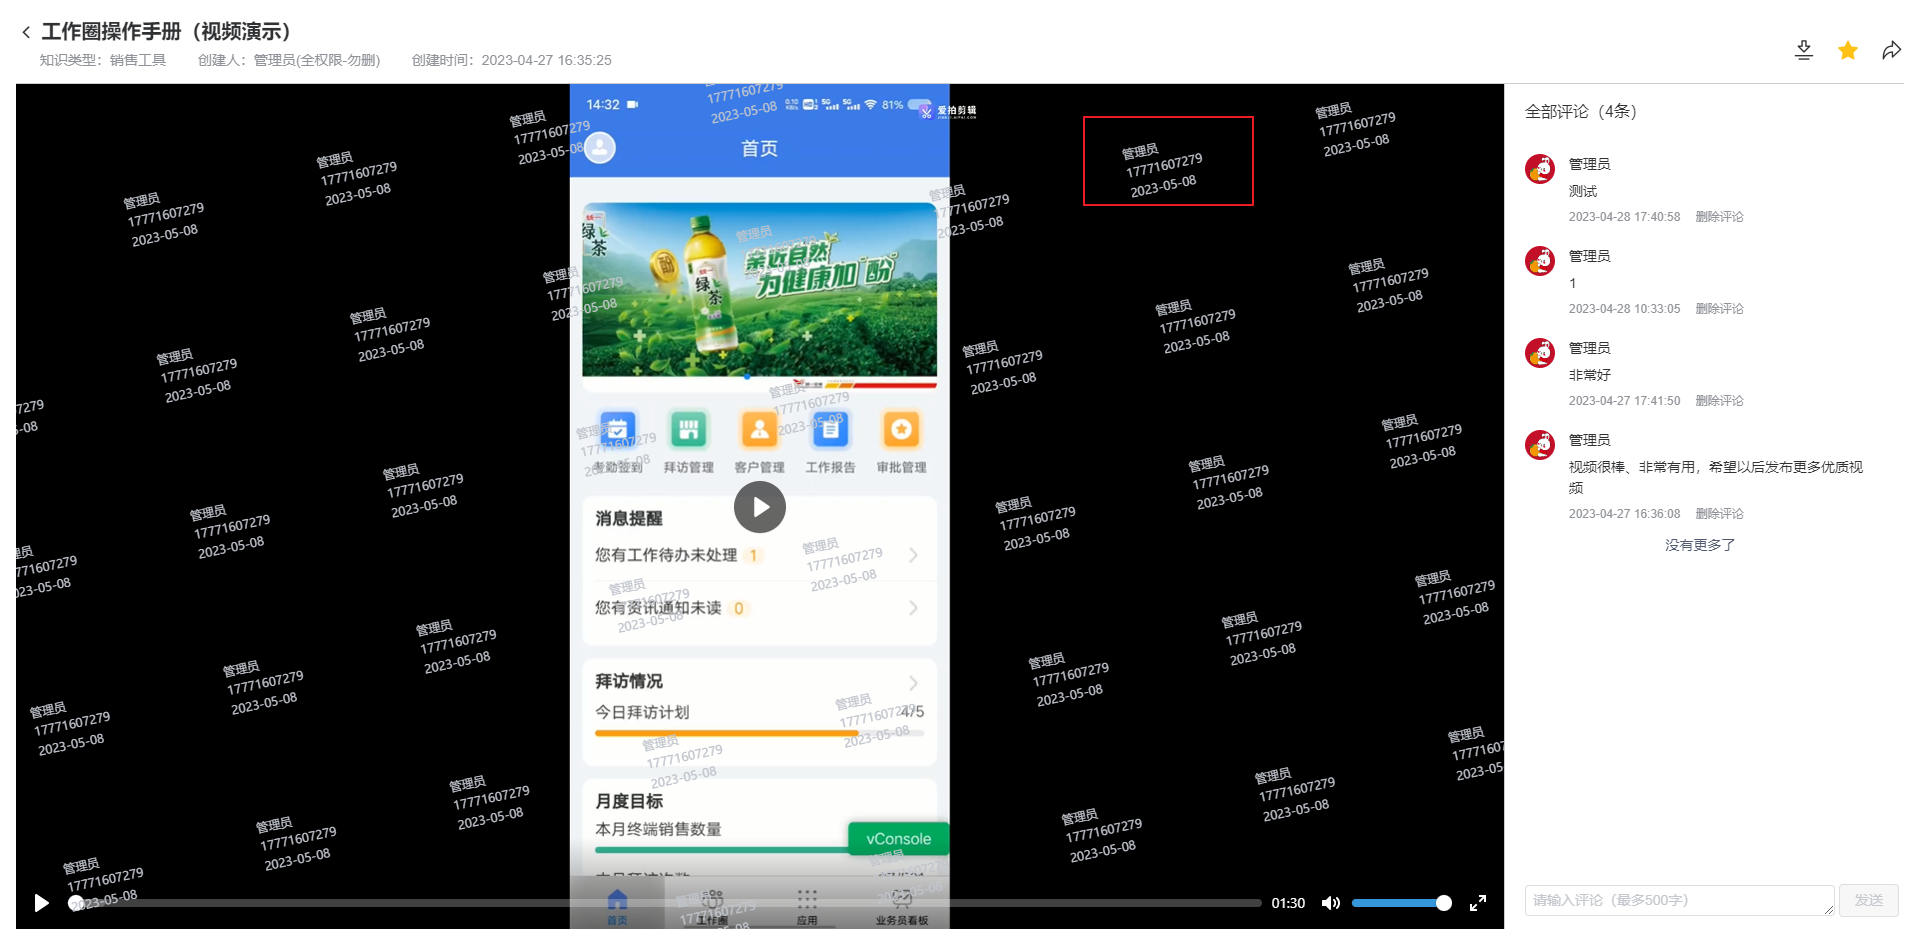 工作圈操作手册（视频演示）
知识类型：销售工具 创建人：管理员(全权限-勿删) 创建时间：2023-04-27 16:35:25
14:32
81%
爱拍剪辑
首页
统一
绿茶
亲近自然
为健康加“酚”
绿茶
考勤签到 拜访管理 客户管理 工作报告 审批管理
消息提醒
您有工作待办未处理 1
您有资讯通知未读 0
拜访情况
今日拜访计划 4/5
月度目标
本月终端销售数量
vConsole
首页 工作圈 应用 业务员看板
管理员
17771607279
2023-05-08
01:30
全部评论（4条）
管理员
测试
2023-04-28 17:40:58 删除评论
管理员
1
2023-04-28 10:33:05 删除评论
管理员
非常好
2023-04-27 17:41:50 删除评论
管理员
视频很棒、非常有用，希望以后发布更多优质视
频
2023-04-27 16:36:08 删除评论
没有更多了
请输入评论（最多500字）
发送